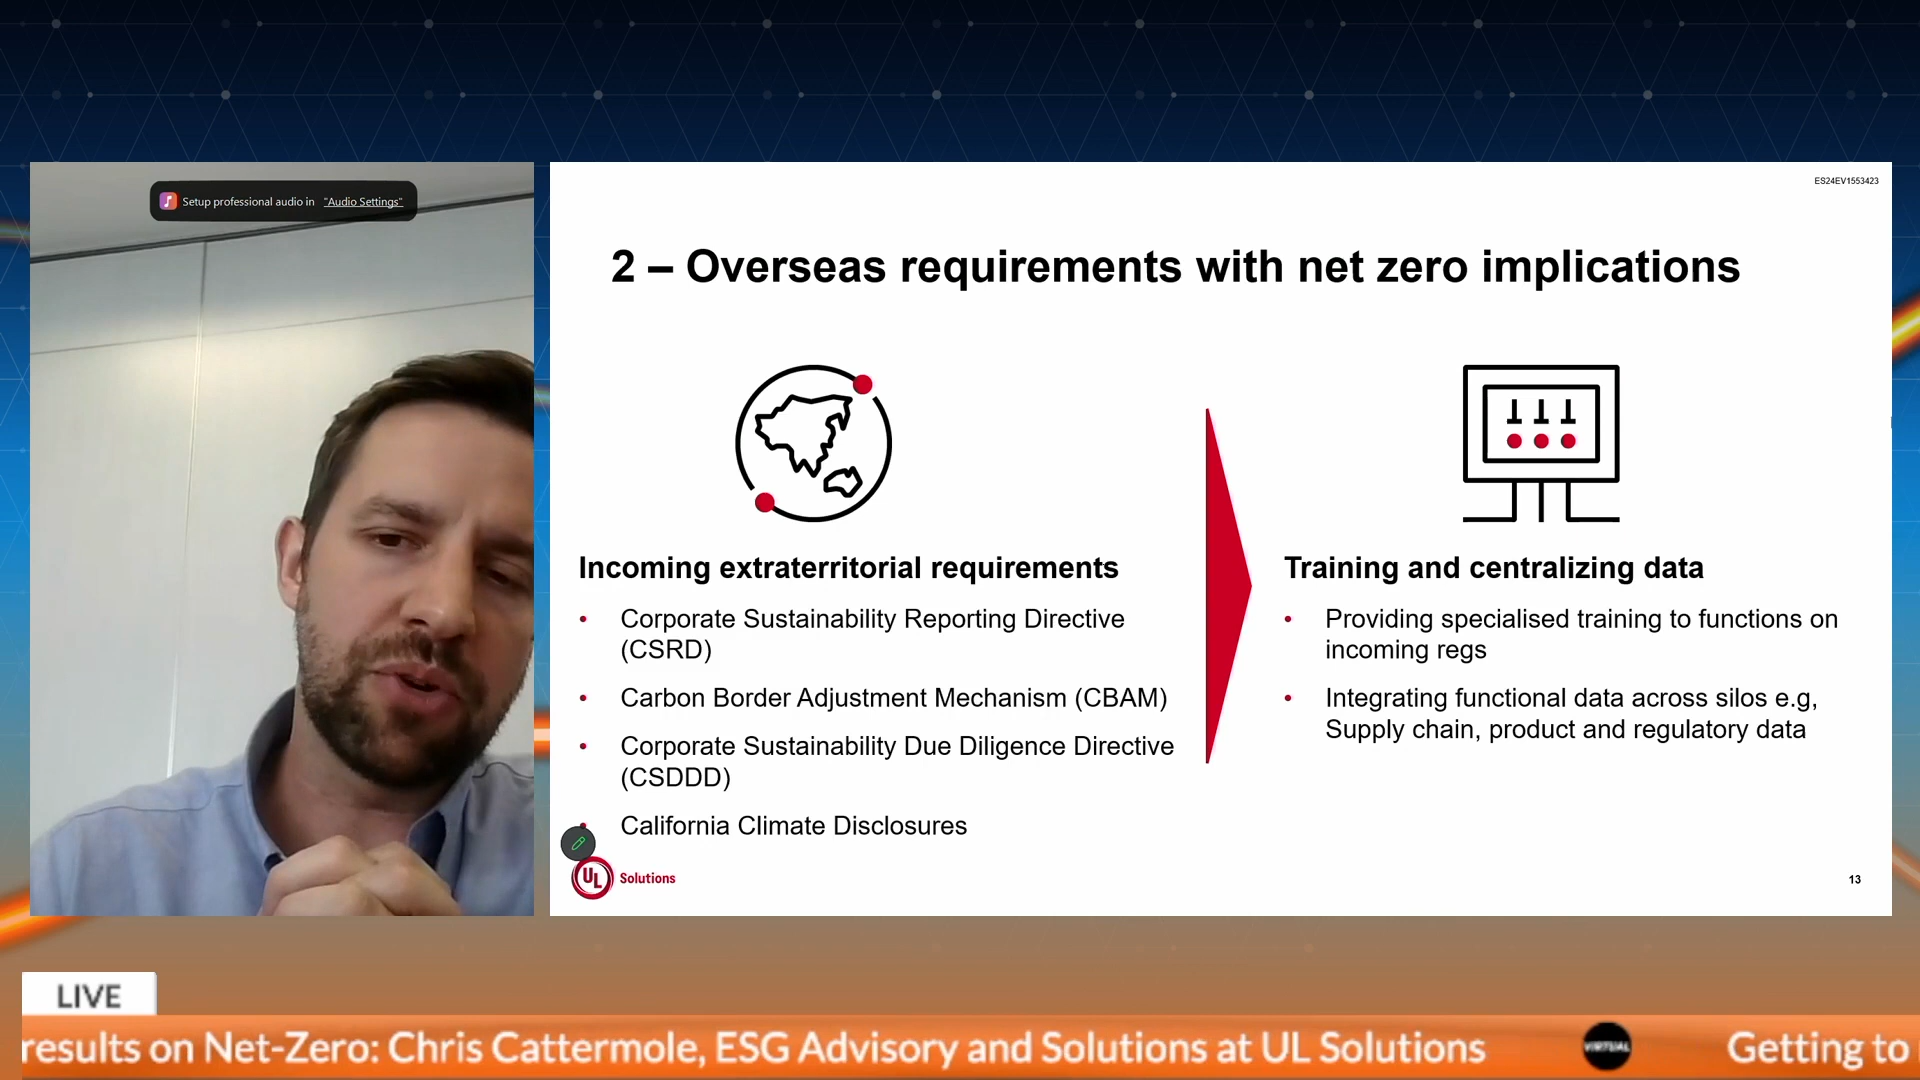 Setup professional audio in "Audio Settings"
ES24EV1553423
2 – Overseas requirements with net zero implications
Incoming extraterritorial requirements
• Corporate Sustainability Reporting Directive
(CSRD)
• Carbon Border Adjustment Mechanism (CBAM)
• Corporate Sustainability Due Diligence Directive
(CSDDD)
• California Climate Disclosures
Training and centralizing data
• Providing specialised training to functions on
incoming regs
• Integrating functional data across silos e.g,
Supply chain, product and regulatory data
UL Solutions
13
LIVE
results on Net-Zero: Chris Cattermole, ESG Advisory and Solutions at UL Solutions VIRTUAL Getting to